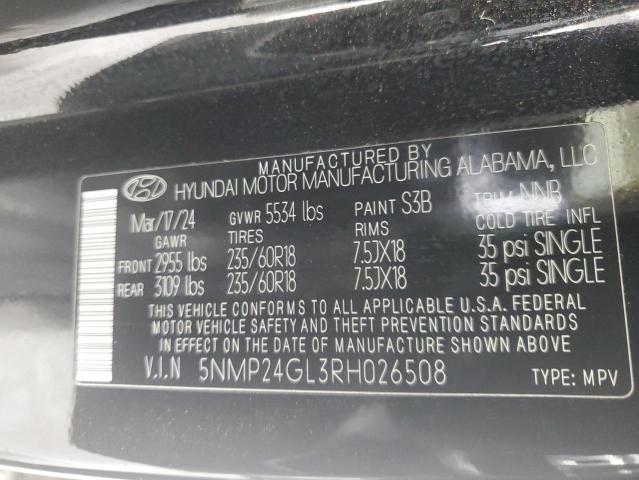 MANUFACTURED BY
HYUNDAI MOTOR MANUFACTURING ALABAMA, LLC
Mar/17/24 GVWR 5534 lbs PAINT S3B TRIM NNB
GAWR TIRES RIMS COLD TIRE INFL
FRONT 2955 lbs 235/60R18 7.5JX18 35 psi SINGLE
REAR 3109 lbs 235/60R18 7.5JX18 35 psi SINGLE
THIS VEHICLE CONFORMS TO ALL APPLICABLE U.S.A. FEDERAL
MOTOR VEHICLE SAFETY AND THEFT PREVENTION STANDARDS
IN EFFECT ON THE DATE OF MANUFACTURE SHOWN ABOVE.
V.I.N 5NMP24GL3RH026508 TYPE: MPV